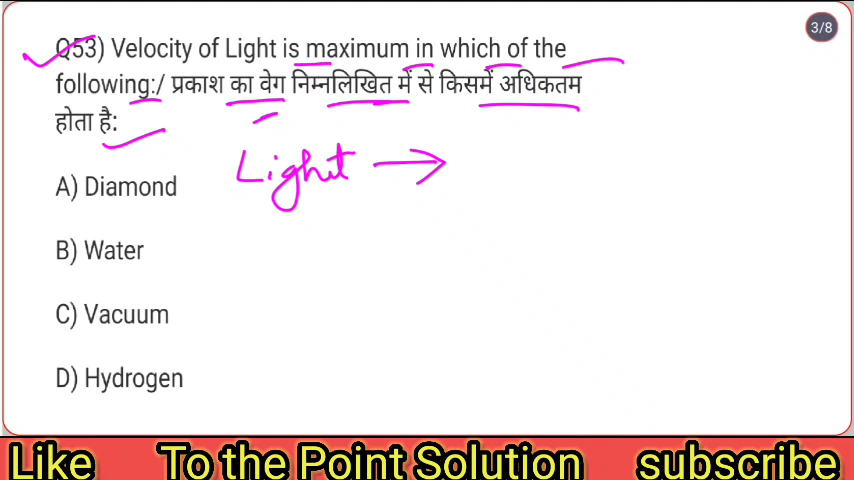 3/8
Q53) Velocity of Light is maximum in which of the
following:/ प्रकाश का वेग निम्नलिखित में से किसमें अधिकतम
होता है:
Light →
A) Diamond
B) Water
C) Vacuum
D) Hydrogen
Like To the Point Solution subscribe